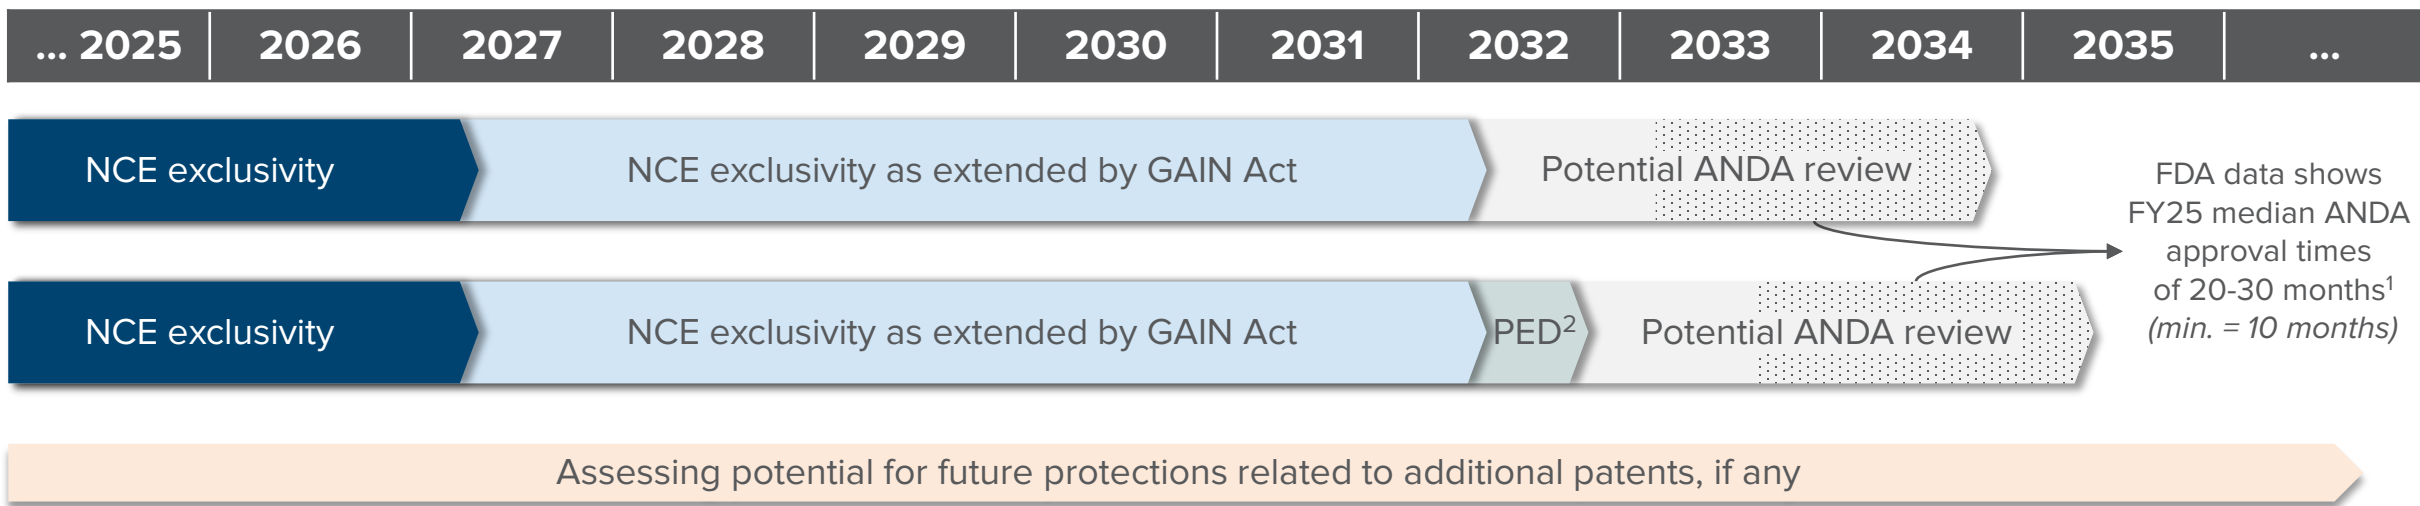 ... 2025 2026 2027 2028 2029 2030 2031 2032 2033 2034 2035 ...
NCE exclusivity NCE exclusivity as extended by GAIN Act Potential ANDA review
NCE exclusivity NCE exclusivity as extended by GAIN Act PED² Potential ANDA review
FDA data shows
FY25 median ANDA
approval times
of 20-30 months¹
(min. = 10 months)
Assessing potential for future protections related to additional patents, if any